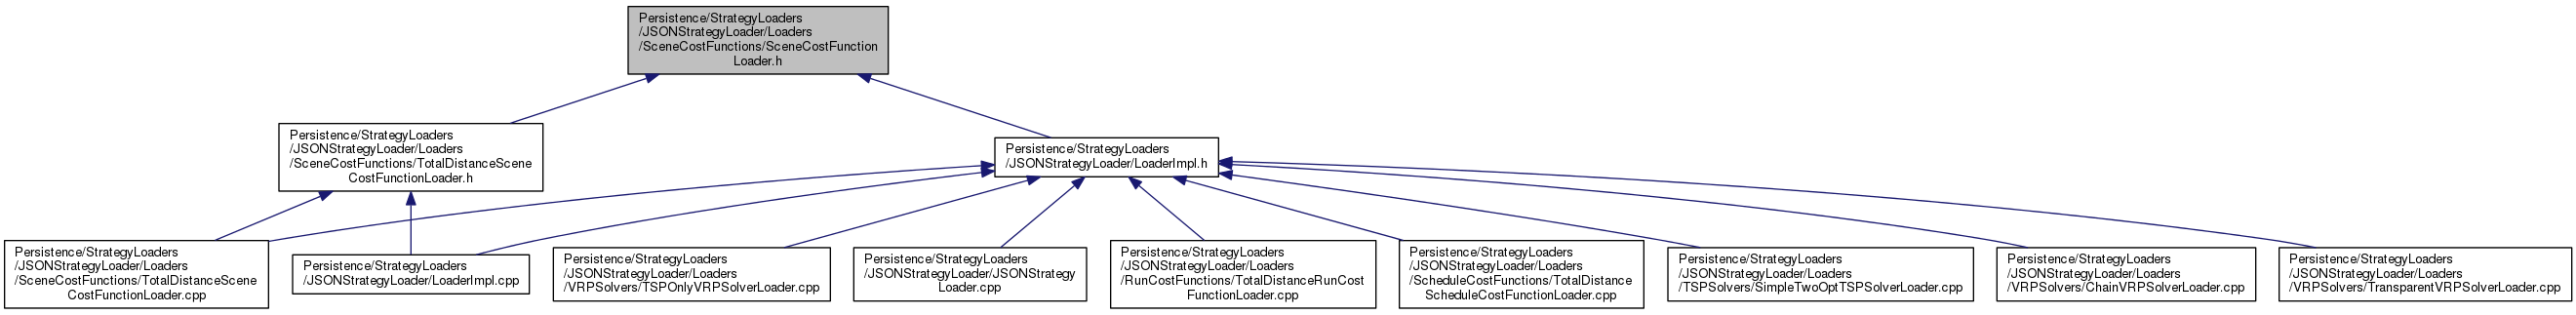 Persistence/StrategyLoaders
/JSONStrategyLoader/Loaders
/SceneCostFunctions/SceneCostFunction
Loader.h
Persistence/StrategyLoaders
/JSONStrategyLoader/Loaders
/SceneCostFunctions/TotalDistanceScene
CostFunctionLoader.h
Persistence/StrategyLoaders
/JSONStrategyLoader/LoaderImpl.h
Persistence/StrategyLoaders
/JSONStrategyLoader/Loaders
/SceneCostFunctions/TotalDistanceScene
CostFunctionLoader.cpp
Persistence/StrategyLoaders
/JSONStrategyLoader/LoaderImpl.cpp
Persistence/StrategyLoaders
/JSONStrategyLoader/Loaders
/VRPSolvers/TSPOnlyVRPSolverLoader.cpp
Persistence/StrategyLoaders
/JSONStrategyLoader/JSONStrategy
Loader.cpp
Persistence/StrategyLoaders
/JSONStrategyLoader/Loaders
/RunCostFunctions/TotalDistanceRunCost
FunctionLoader.cpp
Persistence/StrategyLoaders
/JSONStrategyLoader/Loaders
/ScheduleCostFunctions/TotalDistance
ScheduleCostFunctionLoader.cpp
Persistence/StrategyLoaders
/JSONStrategyLoader/Loaders
/TSPSolvers/SimpleTwoOptTSPSolverLoader.cpp
Persistence/StrategyLoaders
/JSONStrategyLoader/Loaders
/VRPSolvers/ChainVRPSolverLoader.cpp
Persistence/StrategyLoaders
/JSONStrategyLoader/Loaders
/VRPSolvers/TransparentVRPSolverLoader.cpp